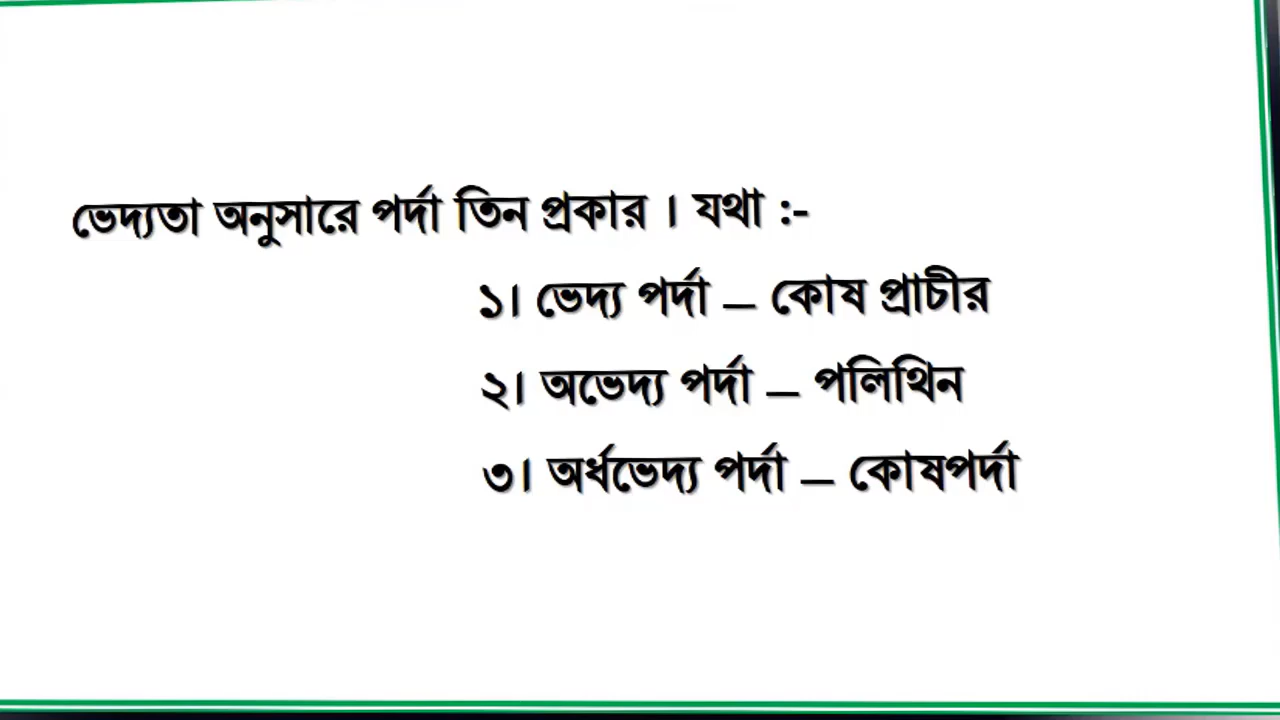 ভেদ্যতা অনুসারে পর্দা তিন প্রকার । যথা :-
১। ভেদ্য পর্দা – কোষ প্রাচীর
২। অভেদ্য পর্দা – পলিথিন
৩। অর্ধভেদ্য পর্দা – কোষপর্দা